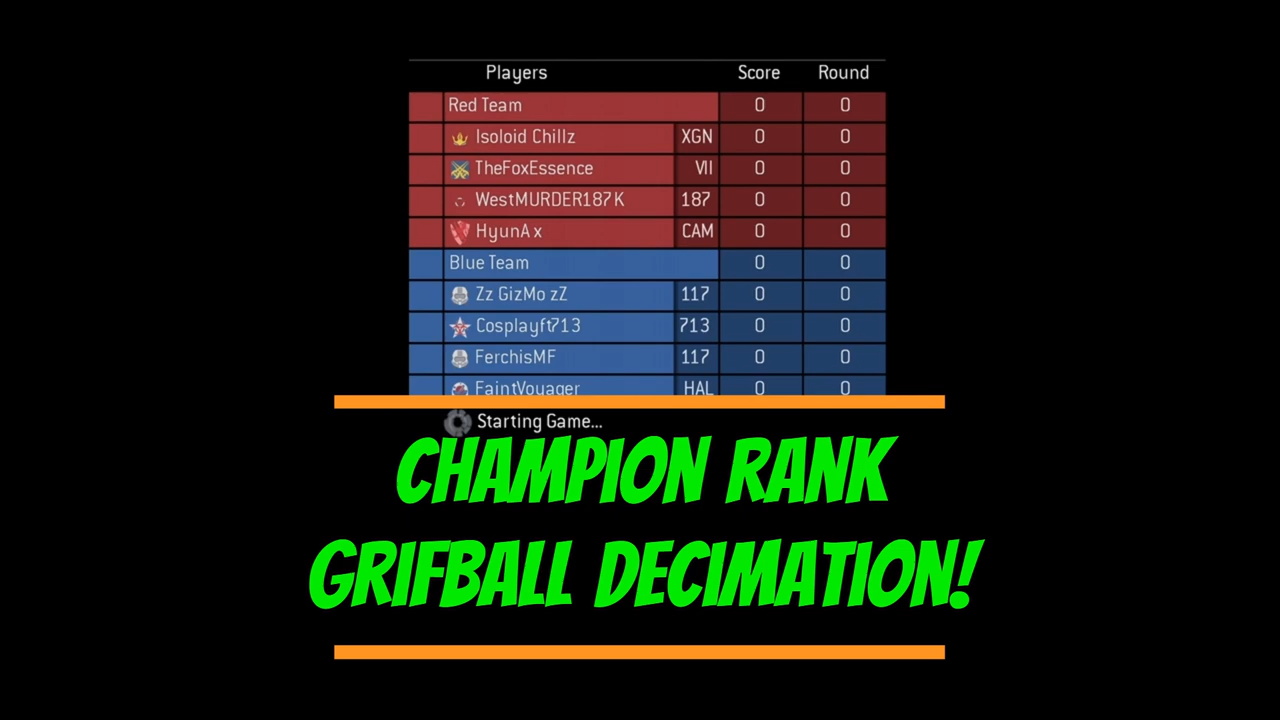 Players Score Round
Red Team 0 0
Isoloid Chillz XGN 0 0
TheFoxEssence VII 0 0
WestMURDER187K 187 0 0
HyunA x CAM 0 0
Blue Team 0 0
Zz GizMo zZ 117 0 0
Cosplayft713 713 0 0
FerchisMF 117 0 0
FaintVoyager HAL 0 0
Starting Game...
CHAMPION RANK
GRIFBALL DECIMATION!